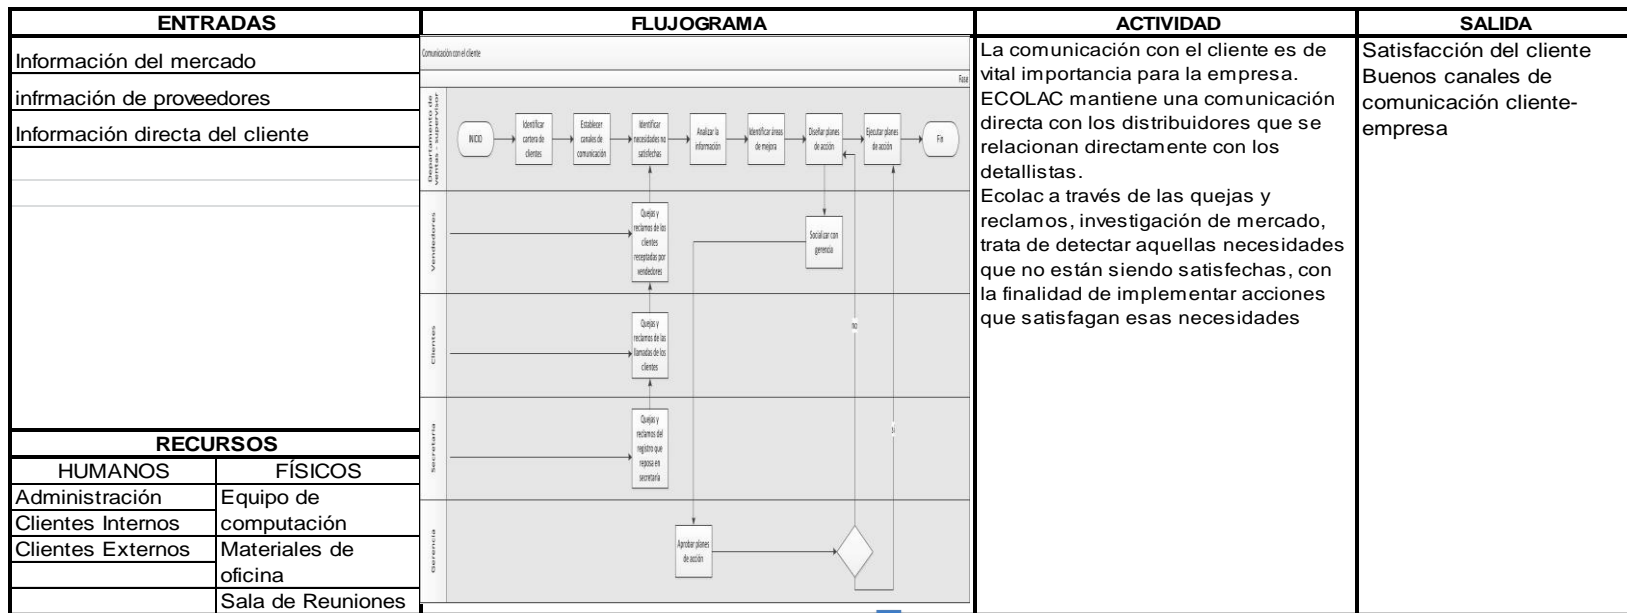 ENTRADAS
FLUJOGRAMA
ACTIVIDAD
SALIDA
Información del mercado
infrmación de proveedores
Información directa del cliente
RECURSOS
HUMANOS
FÍSICOS
Administración
Clientes Internos
Clientes Externos
Equipo de
computación
Materiales de
oficina
Sala de Reuniones
Comunicación con el cliente
Fase
Departamento de
ventas - supervisor
INICIO
Identificar
cartera de
clientes
Establecer
canales de
comunicación
Identificar
necesidades no
satisfechas
Analizar la
información
Identificar áreas
de mejora
Diseñar planes
de acción
Ejecutar planes
de acción
Fin
Vendedores
Quejas y
reclamos de los
clientes
receptadas por
vendedores
Socializar con
gerencia
Clientes
Quejas y
reclamos de las
llamadas de los
clientes
no
Secretaria
Quejas y
reclamos del
registro que
reposa en
secretaría
si
Gerencia
Aprobar planes
de acción
La comunicación con el cliente es de
vital importancia para la empresa.
ECOLAC mantiene una comunicación
directa con los distribuidores que se
relacionan directamente con los
detallistas.
Ecolac a través de las quejas y
reclamos, investigación de mercado,
trata de detectar aquellas necesidades
que no están siendo satisfechas, con
la finalidad de implementar acciones
que satisfagan esas necesidades
Satisfacción del cliente
Buenos canales de
comunicación cliente-
empresa